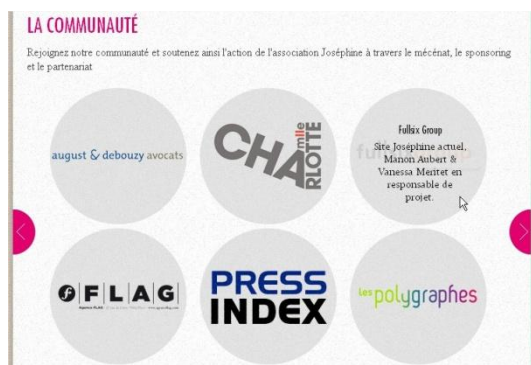 LA COMMUNAUTÉ
Rejoignez notre communauté et soutenez ainsi l'action de l'association Joséphine à travers le mécénat, le sponsoring
et le partenariat
august & debouzy avocats
CHA
mlle
RLOTTE
Fullsix Group
Site Joséphine actuel,
Manon Aubert &
Vanessa Meritet en
responsable de
projet.
F|L|A|G
PRESS
INDEX
les polygraphes